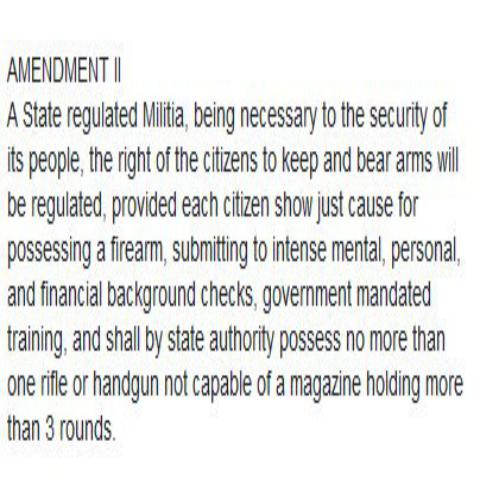 AMENDMENT II
A State regulated Militia, being necessary to the security of
its people, the right of the citizens to keep and bear arms will
be regulated, provided each citizen show just cause for
possessing a firearm, submitting to intense mental, personal,
and financial background checks, government mandated
training, and shall by state authority possess no more than
one rifle or handgun not capable of a magazine holding more
than 3 rounds.